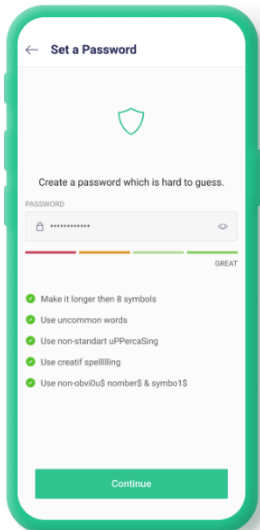 Set a Password
Create a password which is hard to guess.
PASSWORD
••••••••••••
GREAT
Make it longer then 8 symbols
Use uncommon words
Use non-standart uPPercaSing
Use creatif spellllling
Use non-obvi0u$ nomber$ & symbo1$
Continue